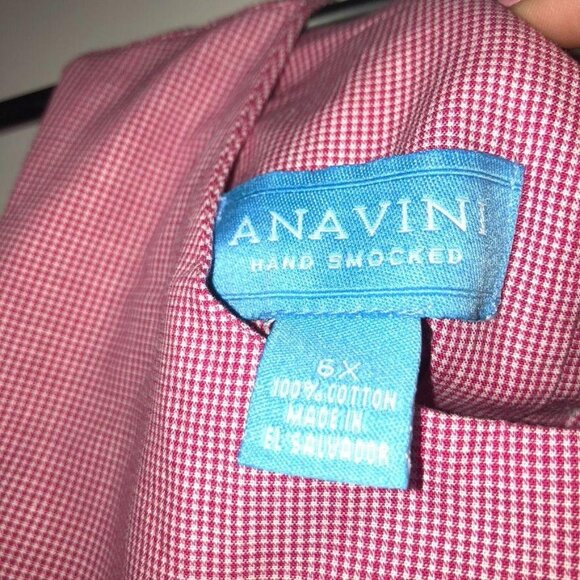 ANAVINI
HAND SMOCKED
6X
100% COTTON
MADE IN
EL SALVADOR